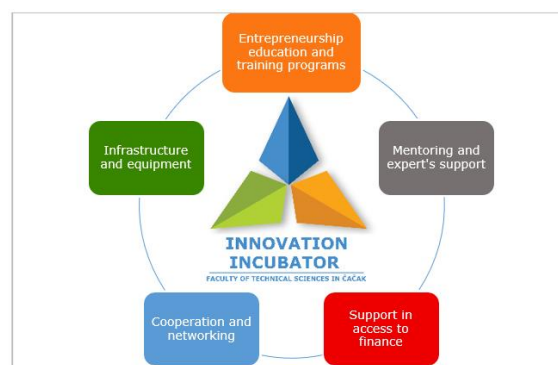 Entrepreneurship
education and
training programs
Infrastructure
and equipment
Mentoring and
expert's support
INNOVATION
INCUBATOR
FACULTY OF TECHNICAL SCIENCES IN ČAČAK
Cooperation and
networking
Support in
access to
finance